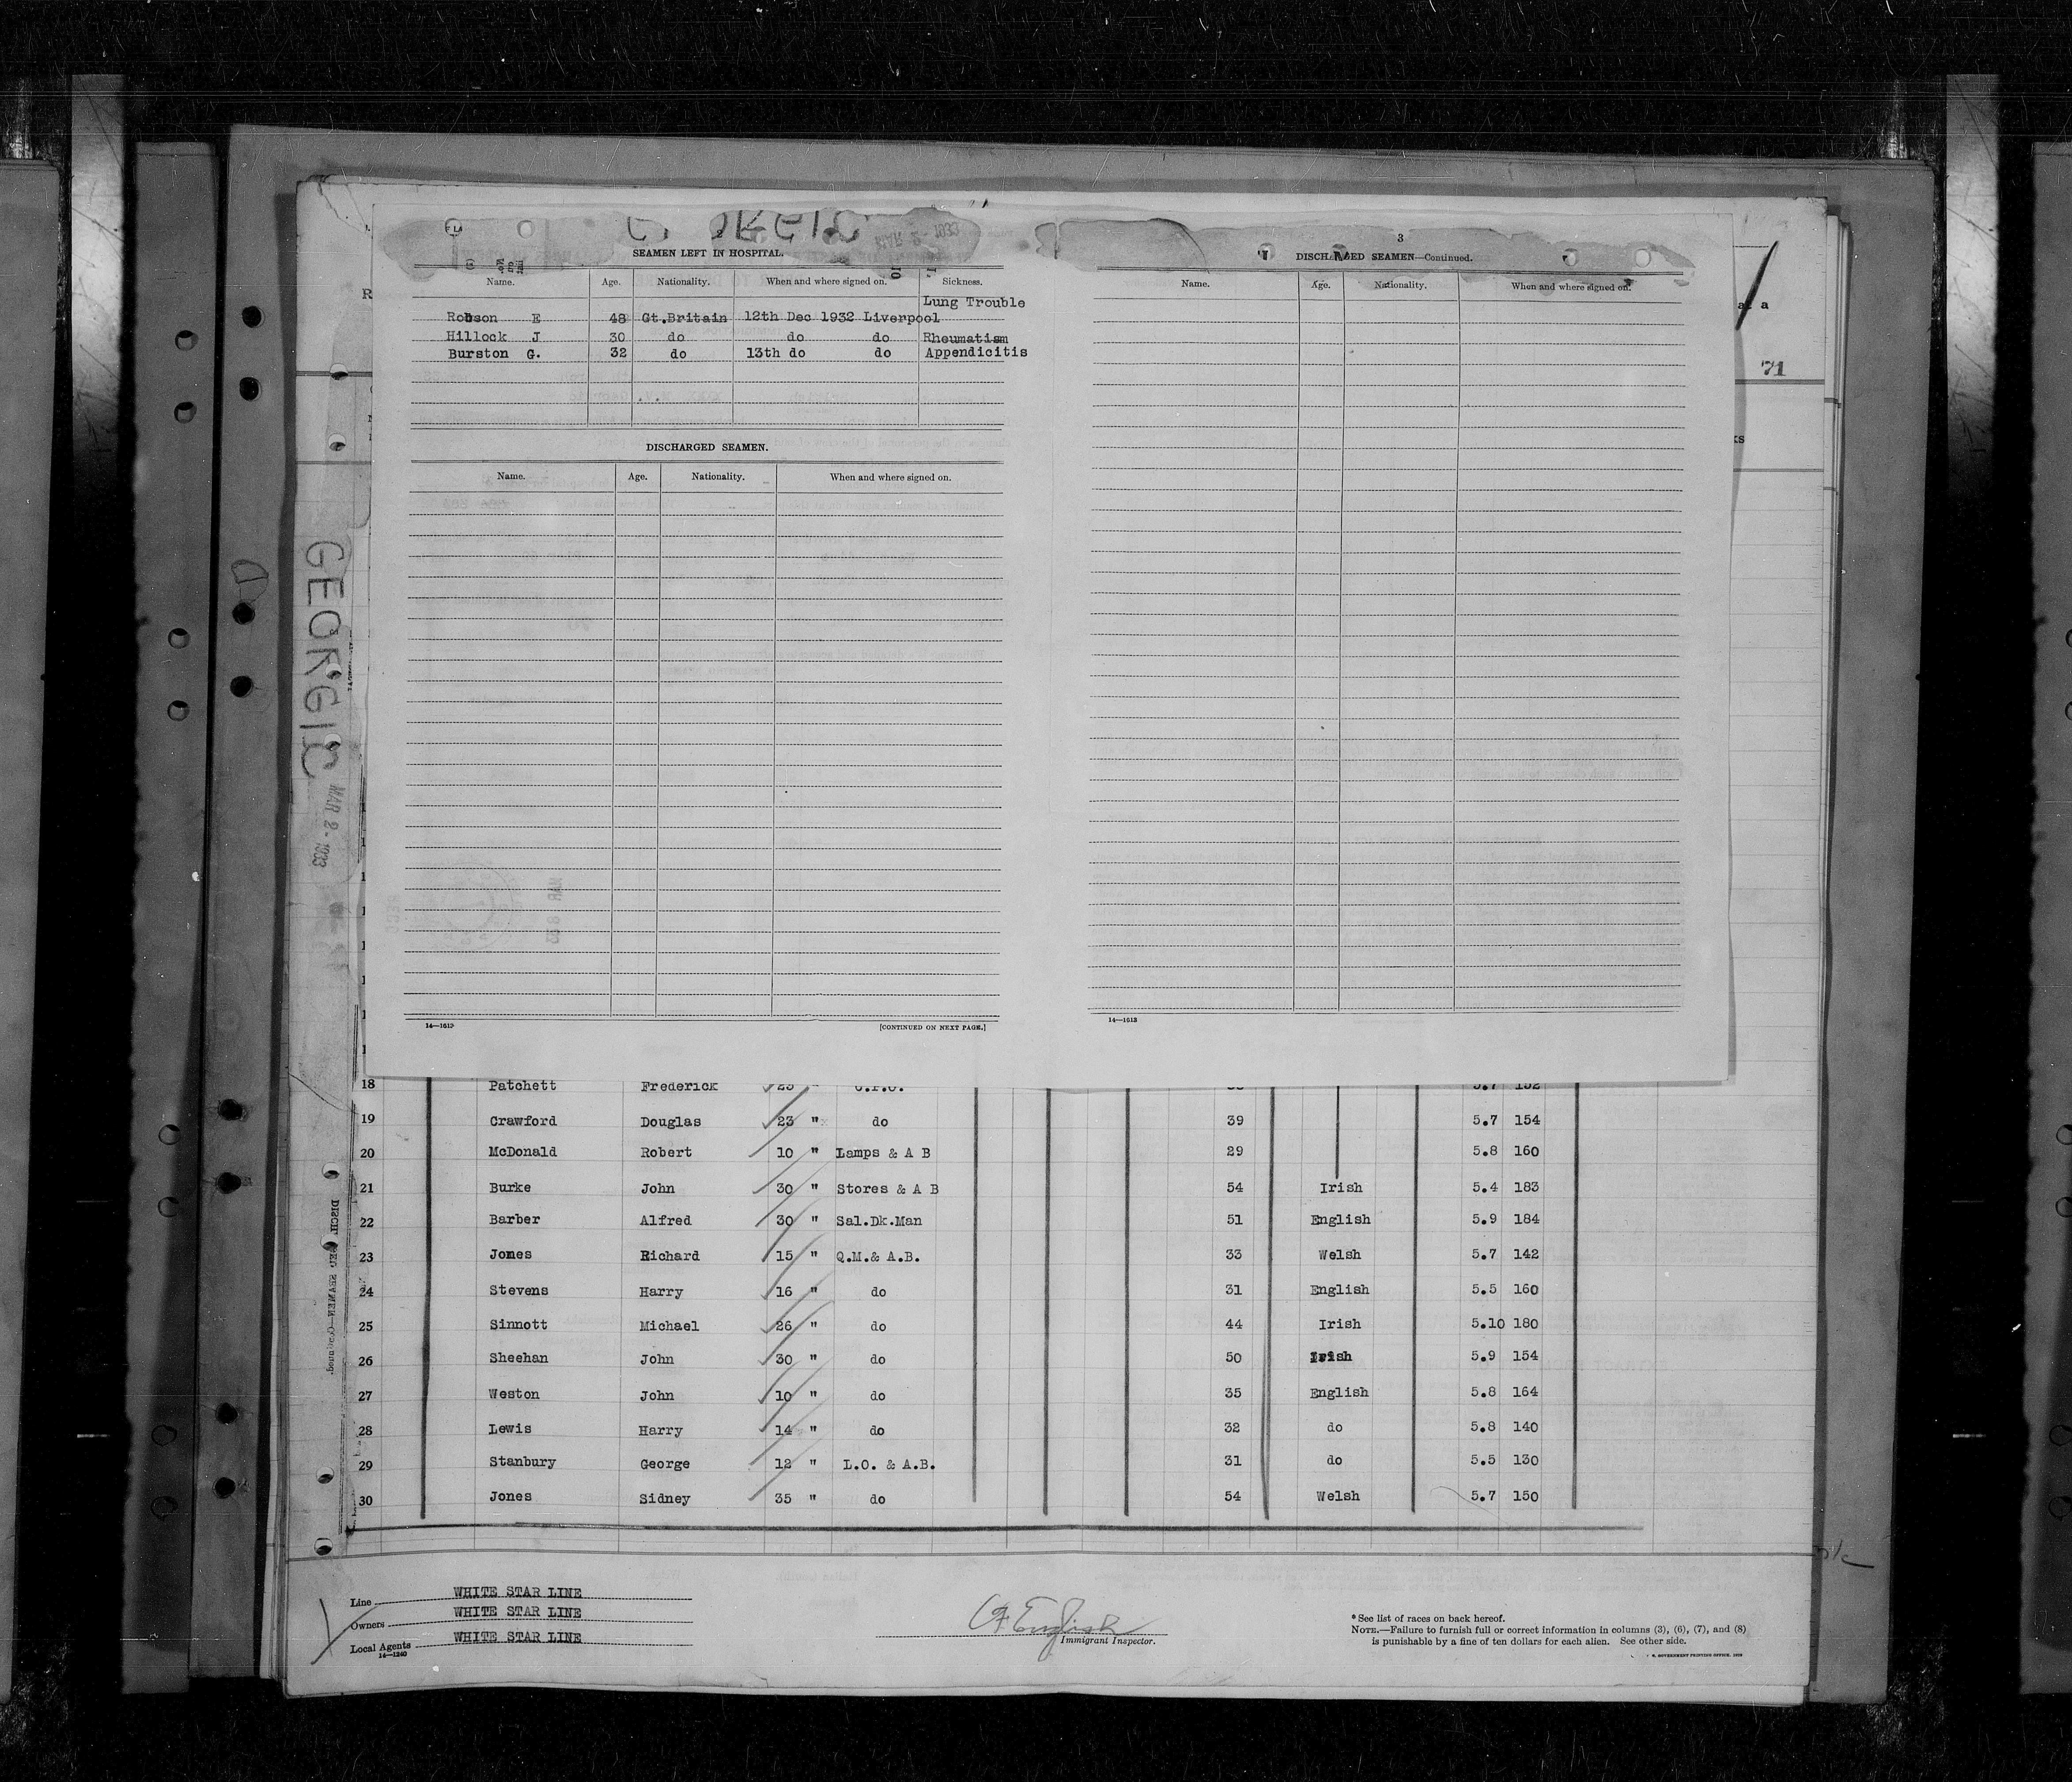 SEAMEN LEFT IN HOSPITAL.
Name. Age. Nationality. When and where signed on. Sickness.
Lung Trouble
Robson E 48 Gt.Britain 12th Dec 1932 Liverpool
Hillock J 30 do do do Rheumatism
Burston G. 32 do 13th do do Appendicitis
DISCHARGED SEAMEN.
Name. Age. Nationality. When and where signed on.
14—1613
[CONTINUED ON NEXT PAGE.]
3
DISCHARGED SEAMEN—Continued.
Name. Age. Nationality. When and where signed on.
14—1613
71
GEORGIC
MAR 2 - 1933
18 Patchett Frederick
19 Crawford Douglas 23 " do 39 5.7 154
20 McDonald Robert 10 " Lamps & A B 29 5.8 160
21 Burke John 30 " Stores & A B 54 Irish 5.4 183
22 Barber Alfred 30 " Sal.Dk.Man 51 English 5.9 184
23 Jones Richard 15 " Q.M.& A.B. 33 Welsh 5.7 142
24 Stevens Harry 16 " do 31 English 5.5 160
25 Sinnott Michael 26 " do 44 Irish 5.10 180
26 Sheehan John 30 " do 50 Irish 5.9 154
27 Weston John 10 " do 35 English 5.8 164
28 Lewis Harry 14 " do 32 do 5.8 140
29 Stanbury George 12 " L.O. & A.B. 31 do 5.5 130
30 Jones Sidney 35 " do 54 Welsh 5.7 150
Line WHITE STAR LINE
Owners WHITE STAR LINE
Local Agents WHITE STAR LINE
14—1240
English
Immigrant Inspector.
* See list of races on back hereof.
NOTE.—Failure to furnish full or correct information in columns (3), (6), (7), and (8)
is punishable by a fine of ten dollars for each alien. See other side.
GOVERNMENT PRINTING OFFICE